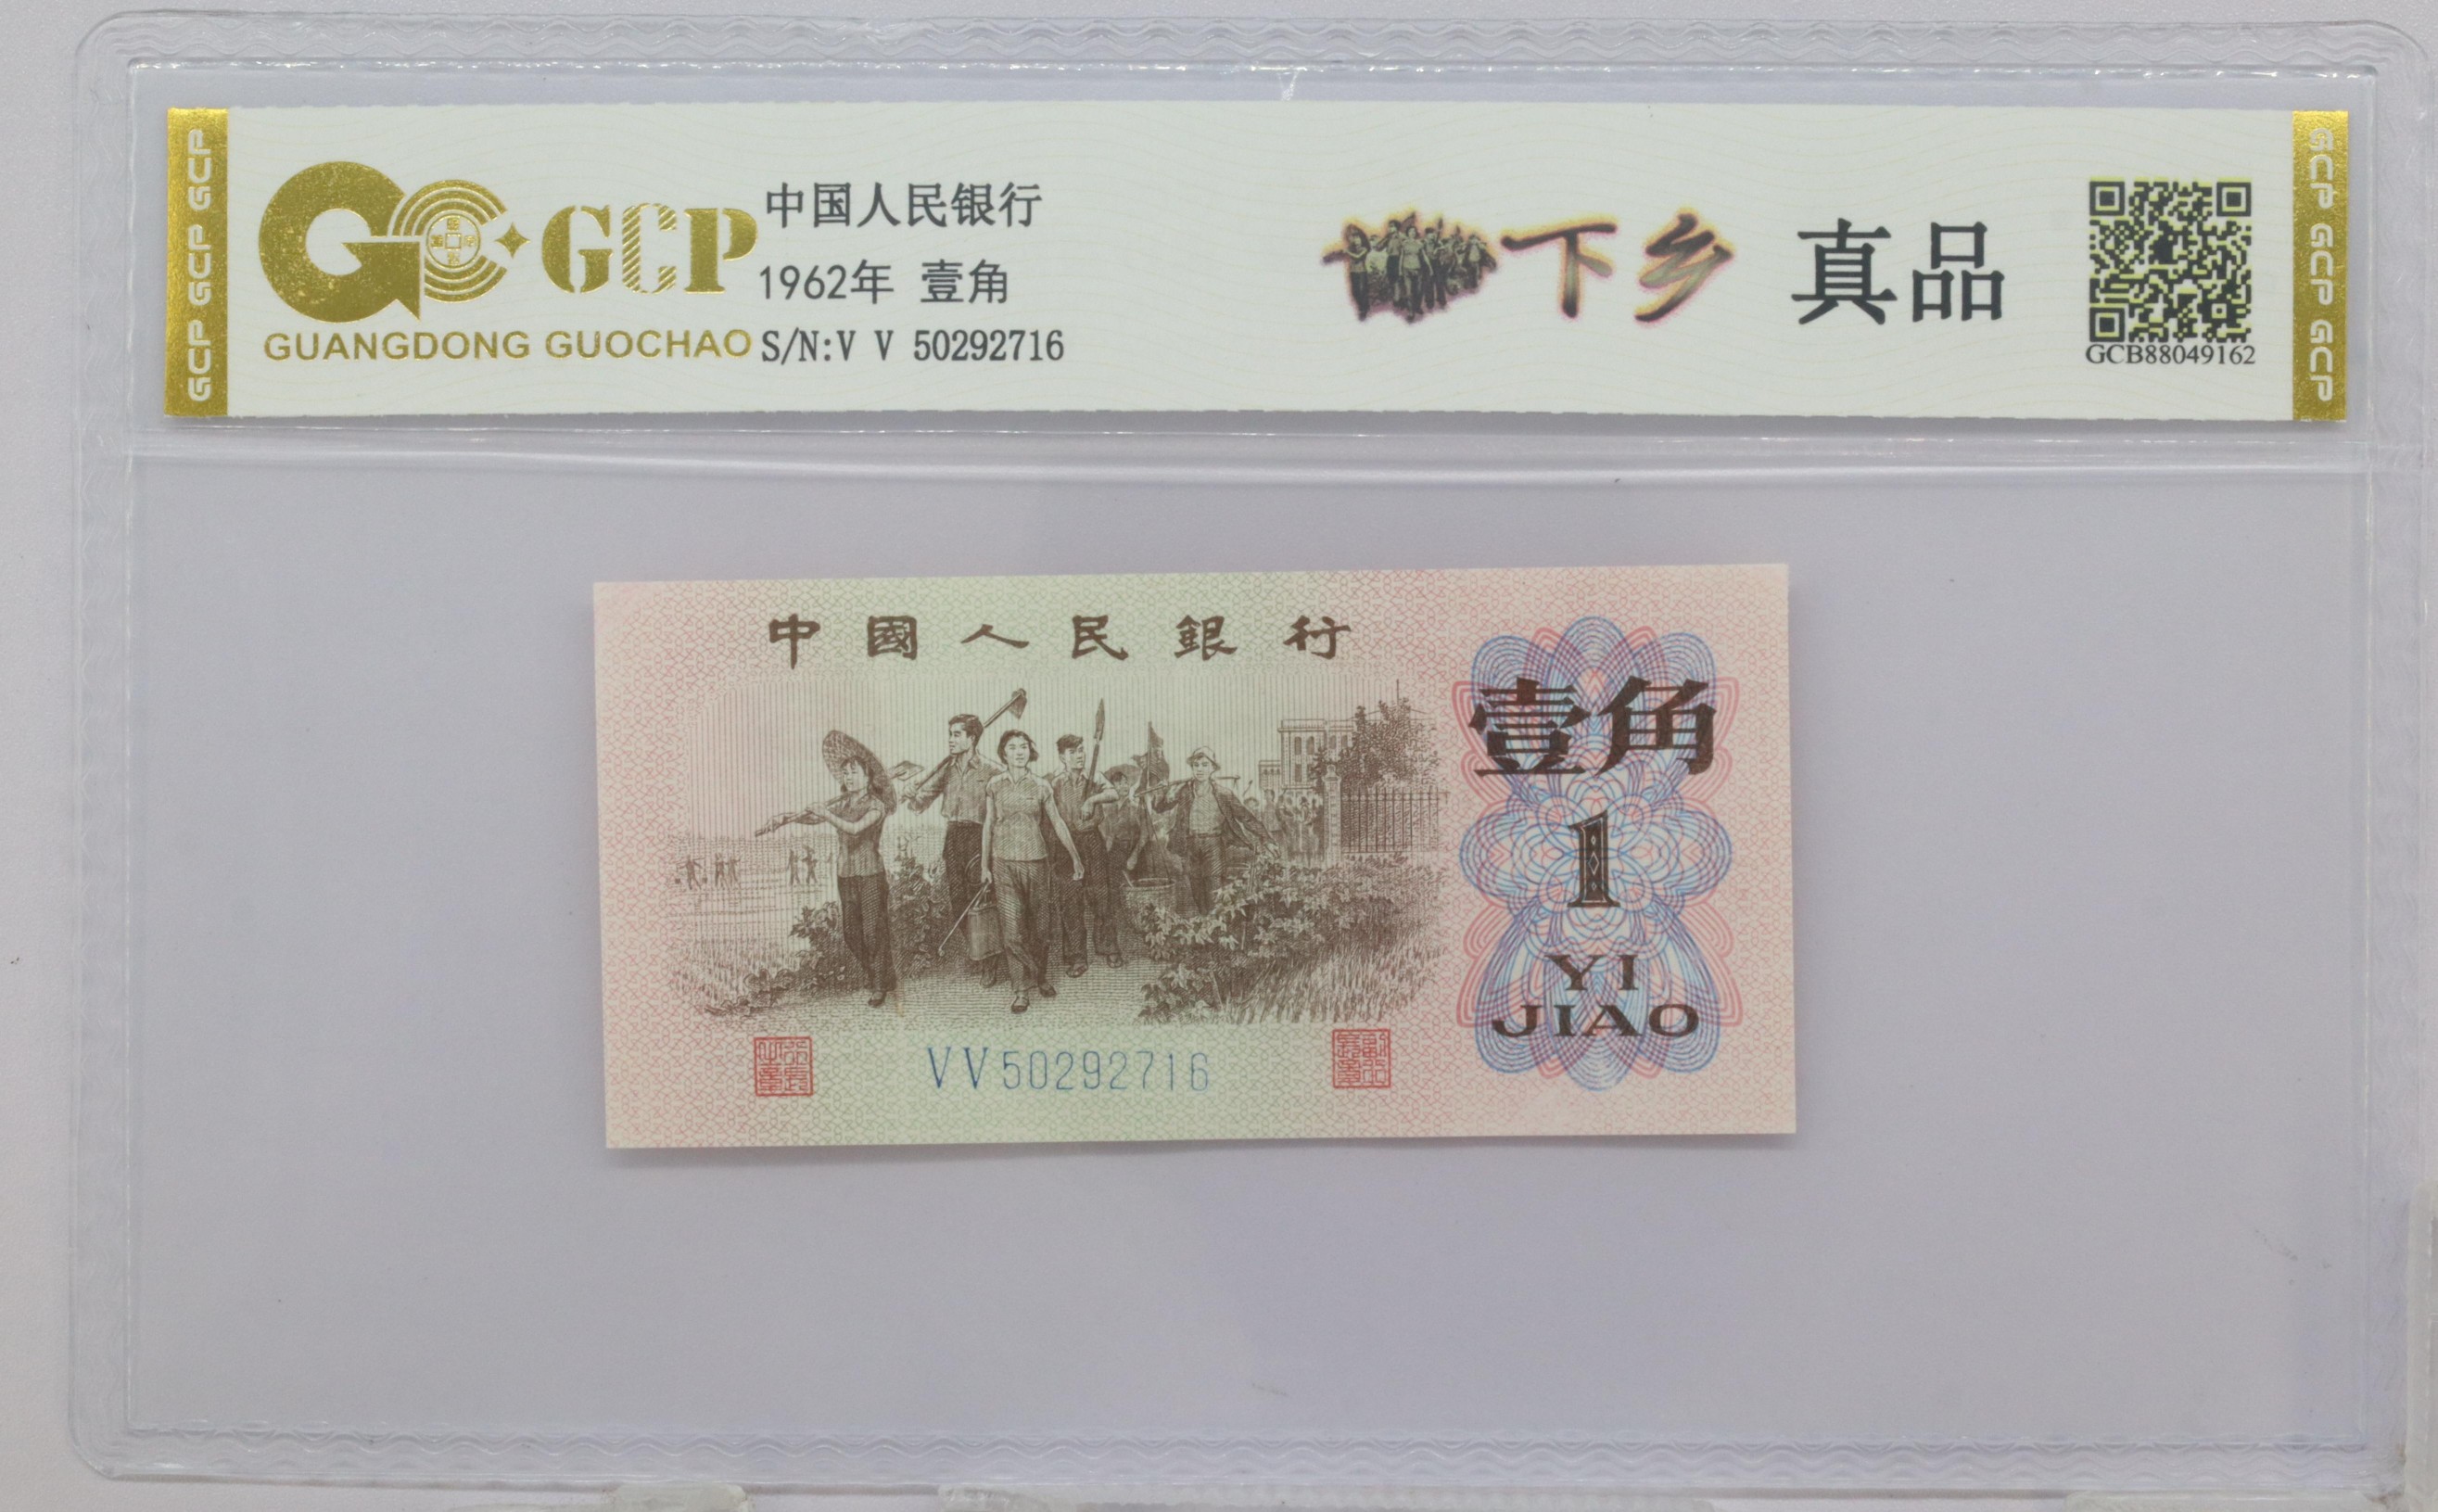 GCP GCP GCP
GCP
GUANGDONG GUOCHAO
中国人民银行
1962年 壹角
S/N:V V 50292716
下乡 真品
GCB88049162
GCP GCP GCP
中國人民銀行
壹角
1
YI
JIAO
VV50292716